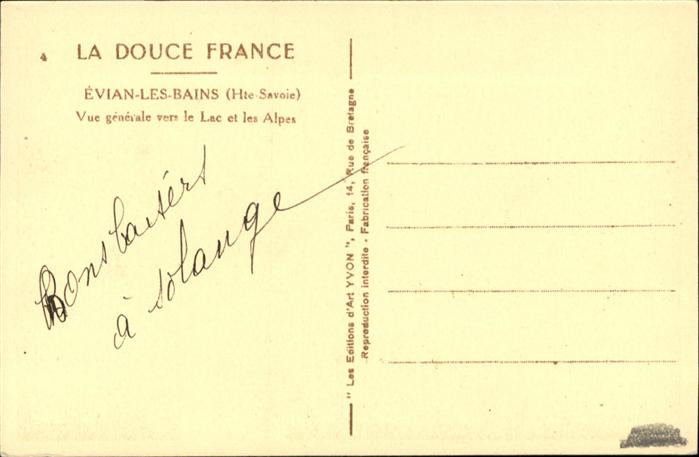 4 LA DOUCE FRANCE
ÉVIAN-LES-BAINS (Hte-Savoie)
Vue générale vers le Lac et les Alpes
Bons baisers
à Solange
" Les Editions d'Art YVON ", Paris, 14, Rue de Bretagne
Reproduction interdite - Fabrication française